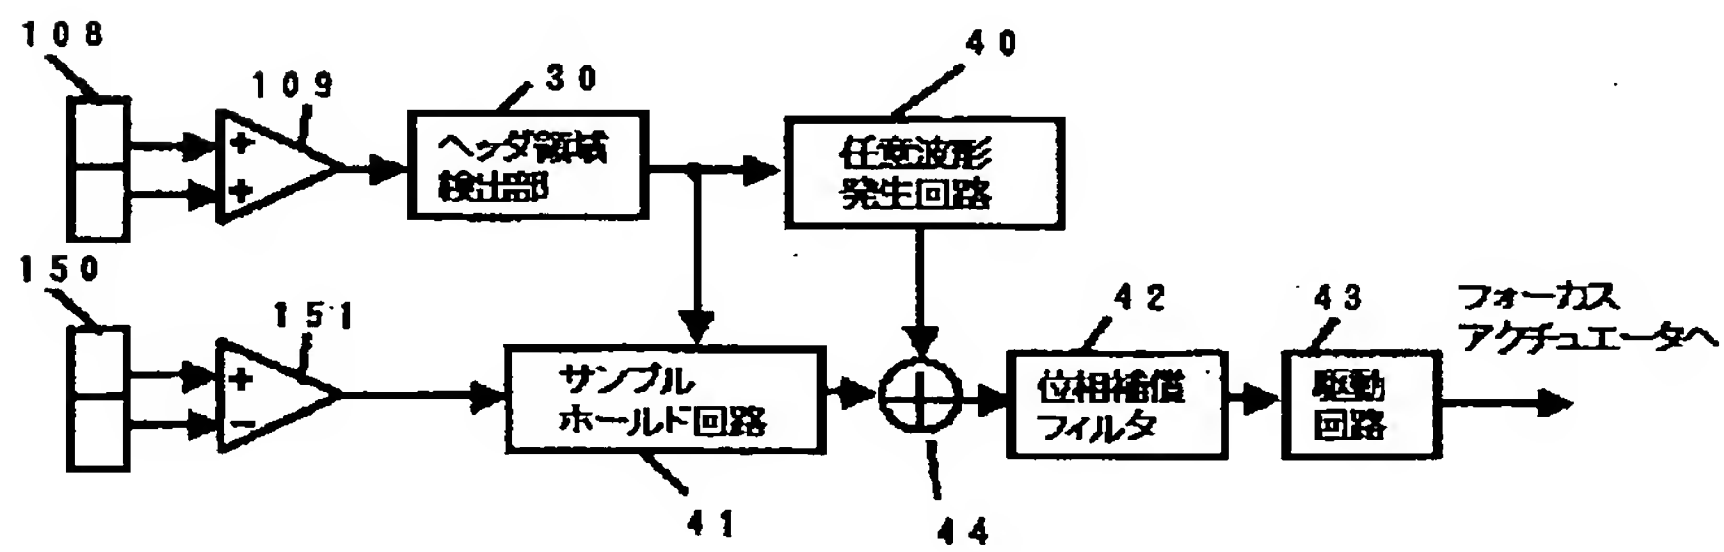 108
109
30
40
ヘッダ領域
検出部
任意波形
発生回路
+
+
150
151
42
43
フォーカス
アクチュエータへ
+
−
サンプル
ホールド回路
位相補償
フィルタ
駆動
回路
41
44